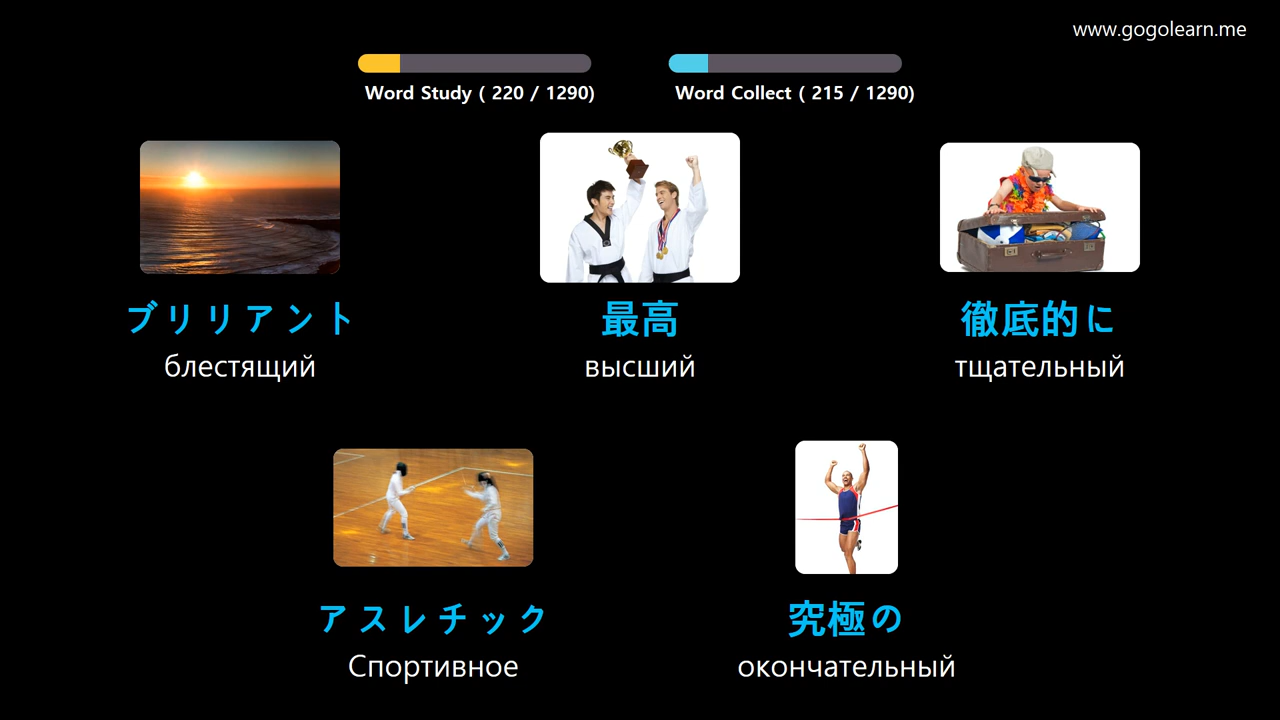 www.gogolearn.me
Word Study ( 220 / 1290)
Word Collect ( 215 / 1290)
ブリリアント
最高
徹底的に
блестящий
высший
тщательный
アスレチック
究極の
Спортивное
окончательный